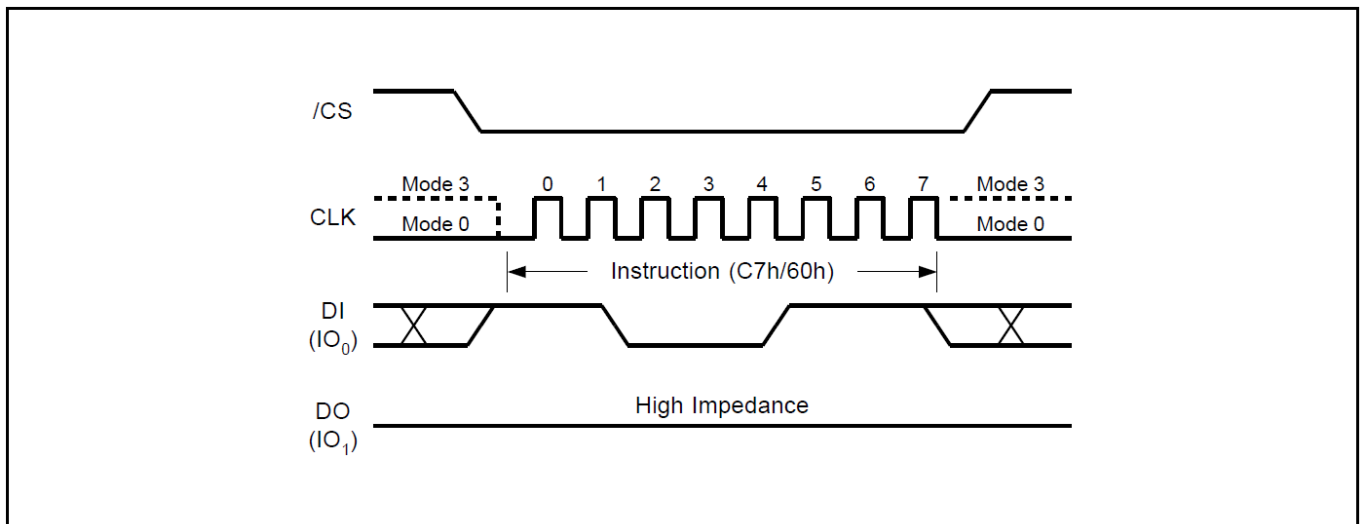 /CS
Mode 3 0 1 2 3 4 5 6 7 Mode 3
CLK
Mode 0 Mode 0
Instruction (C7h/60h)
DI
(IO₀)
High Impedance
DO
(IO₁)